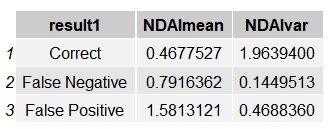 result1 NDAImean NDAIvar
1 Correct 0.4677527 1.9639400
2 False Negative 0.7916362 0.1449513
3 False Positive 1.5813121 0.4688360